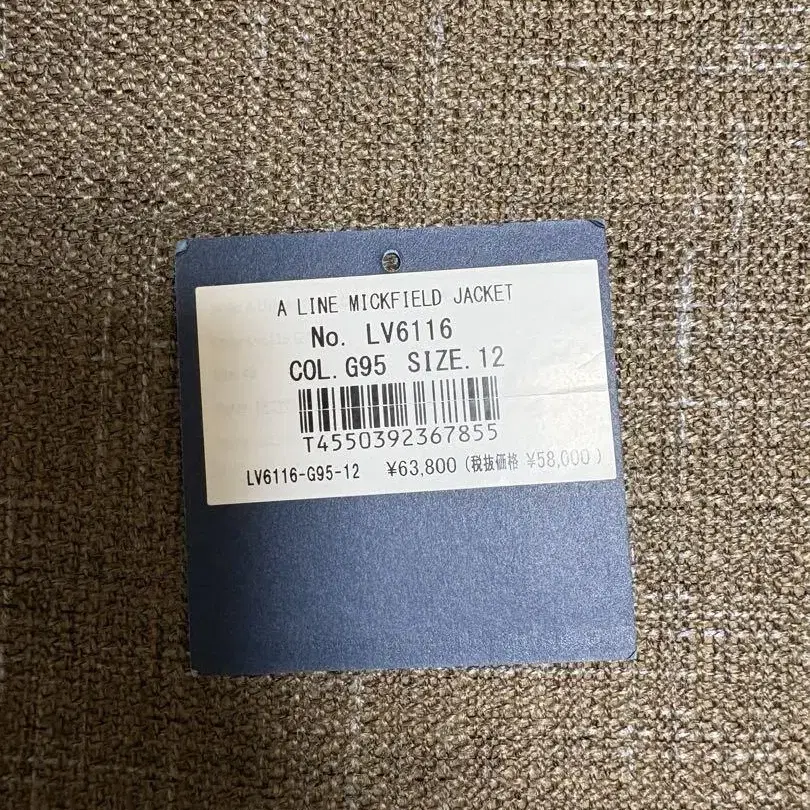 A LINE MICKFIELD JACKET
No. LV6116
COL. G95 SIZE. 12
T4550392367855
LV6116-G95-12 ¥63,800 (税抜価格 ¥58,000)